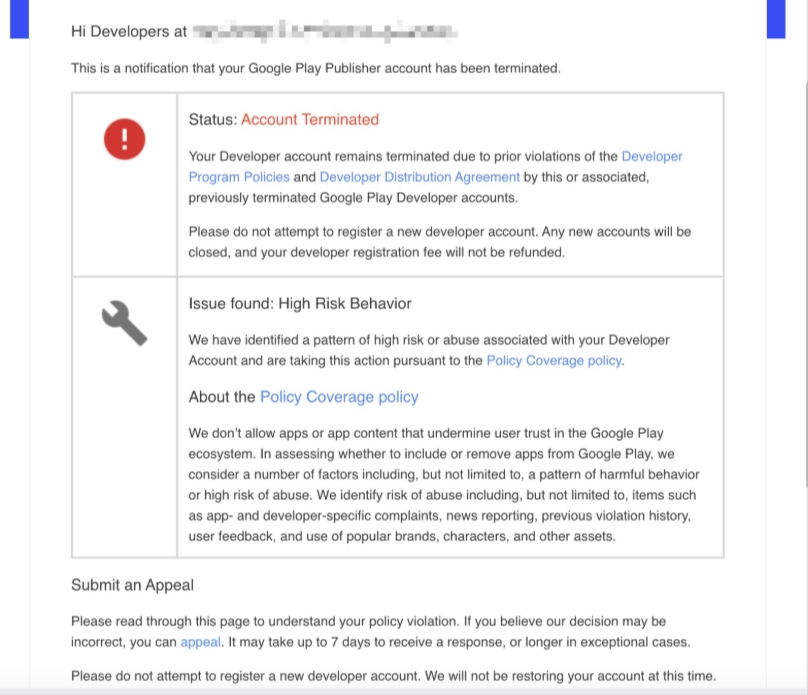 Hi Developers at
This is a notification that your Google Play Publisher account has been terminated.
Status: Account Terminated
Your Developer account remains terminated due to prior violations of the Developer
Program Policies and Developer Distribution Agreement by this or associated,
previously terminated Google Play Developer accounts.
Please do not attempt to register a new developer account. Any new accounts will be
closed, and your developer registration fee will not be refunded.
Issue found: High Risk Behavior
We have identified a pattern of high risk or abuse associated with your Developer
Account and are taking this action pursuant to the Policy Coverage policy.
About the Policy Coverage policy
We don't allow apps or app content that undermine user trust in the Google Play
ecosystem. In assessing whether to include or remove apps from Google Play, we
consider a number of factors including, but not limited to, a pattern of harmful behavior
or high risk of abuse. We identify risk of abuse including, but not limited to, items such
as app- and developer-specific complaints, news reporting, previous violation history,
user feedback, and use of popular brands, characters, and other assets.
Submit an Appeal
Please read through this page to understand your policy violation. If you believe our decision may be
incorrect, you can appeal. It may take up to 7 days to receive a response, or longer in exceptional cases.
Please do not attempt to register a new developer account. We will not be restoring your account at this time.